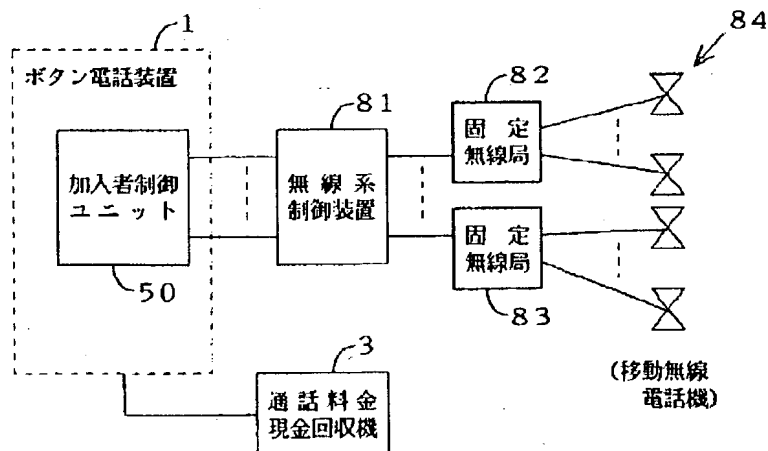 1
84
ボタン電話装置
81
82
固定
無線局
加入者制御
ユニット
無線系
制御装置
固定
無線局
50
83
3
通話料金
現金回収機
(移動無線
電話機)